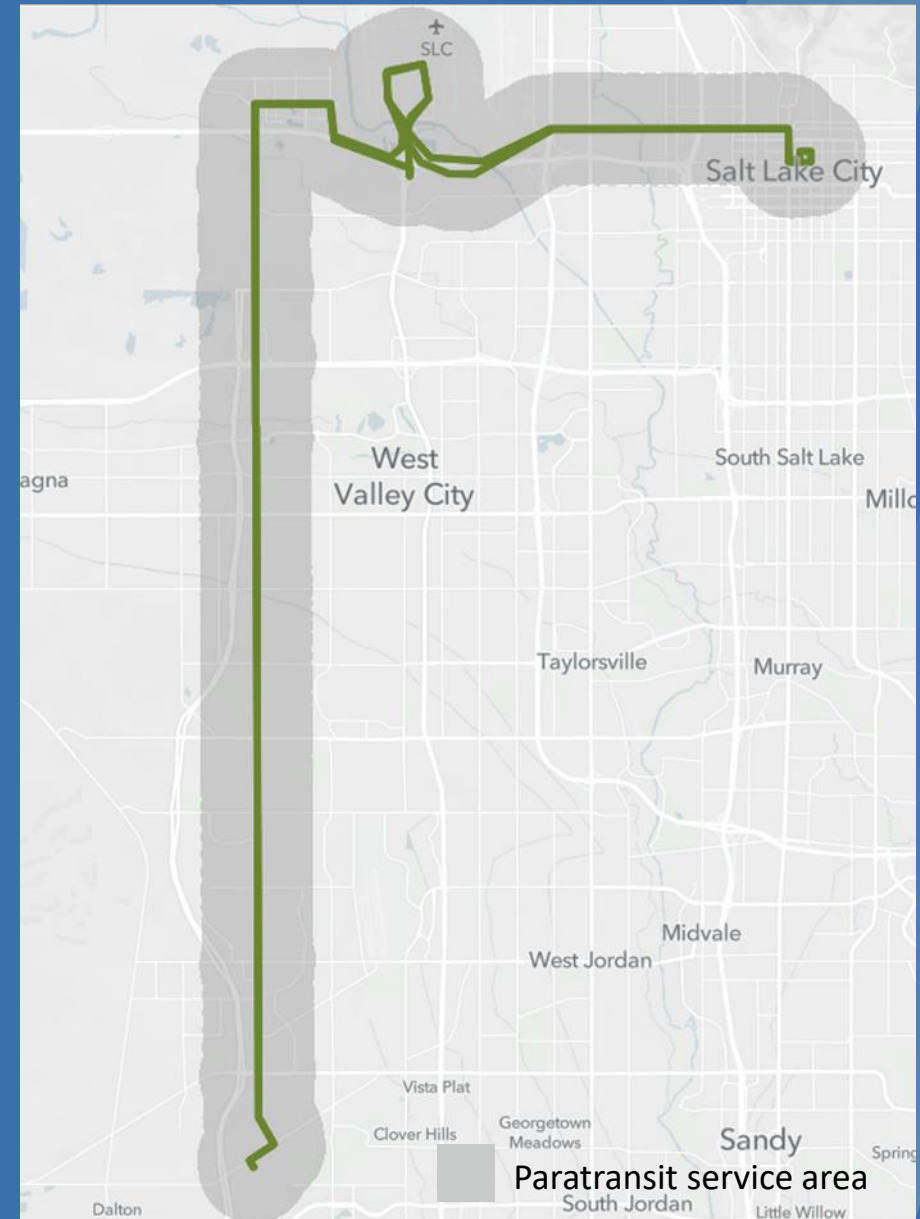 SLC
Salt Lake City
West
Valley City
South Salt Lake
agna
Millc
Taylorsville
Murray
Midvale
West Jordan
Vista Plat
Clover Hills
Georgetown
Meadows
Sandy
Spring
Paratransit service area
South Jordan
Dalton
Little Willow